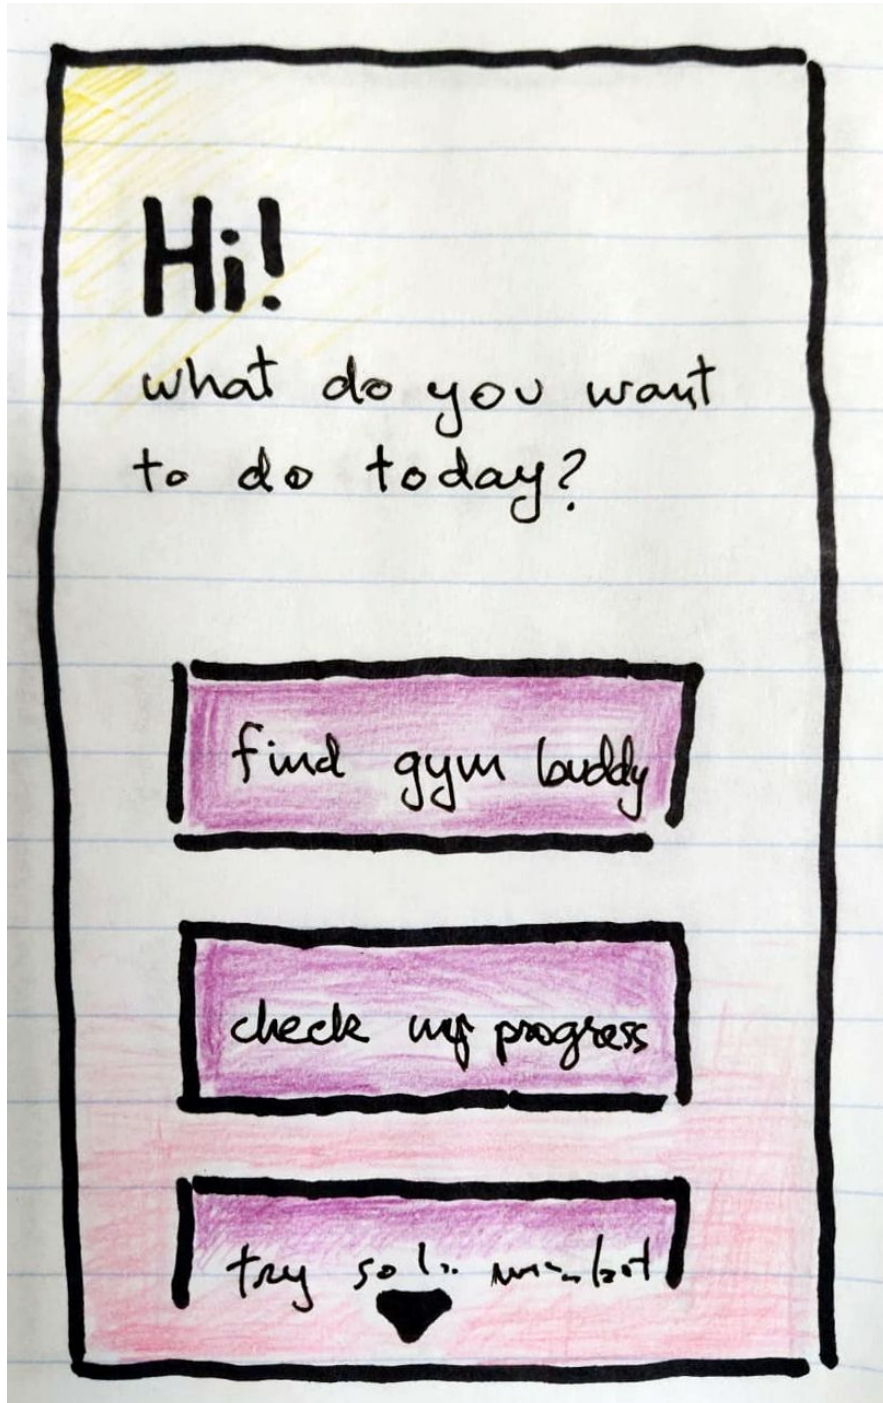 Hi!
what do you want
to do today?
find gym buddy
check my progress
try